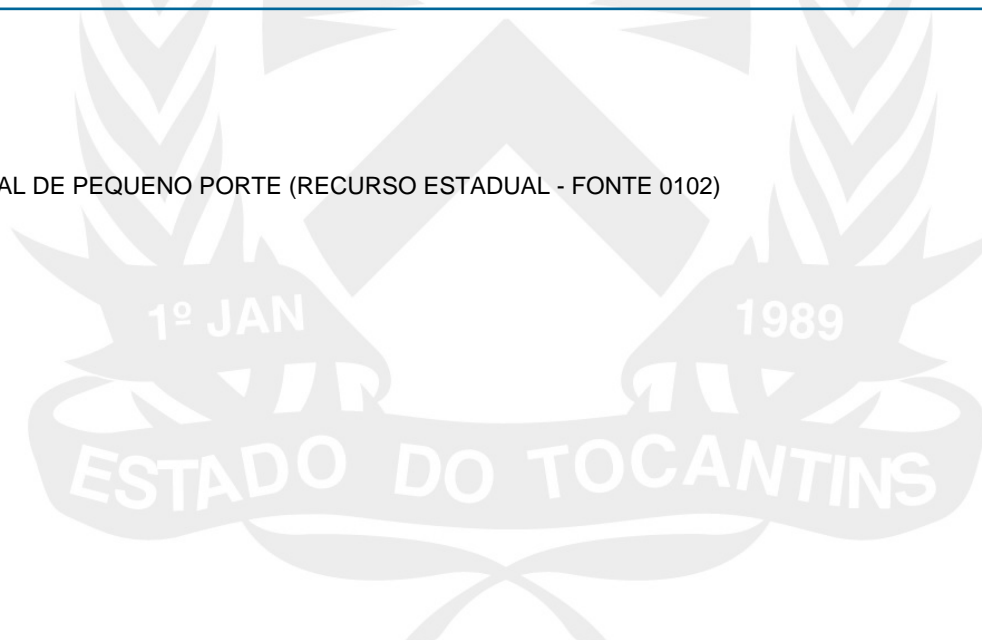 AL DE PEQUENO PORTE (RECURSO ESTADUAL - FONTE 0102)
1º JAN 1989
ESTADO DO TOCANTINS